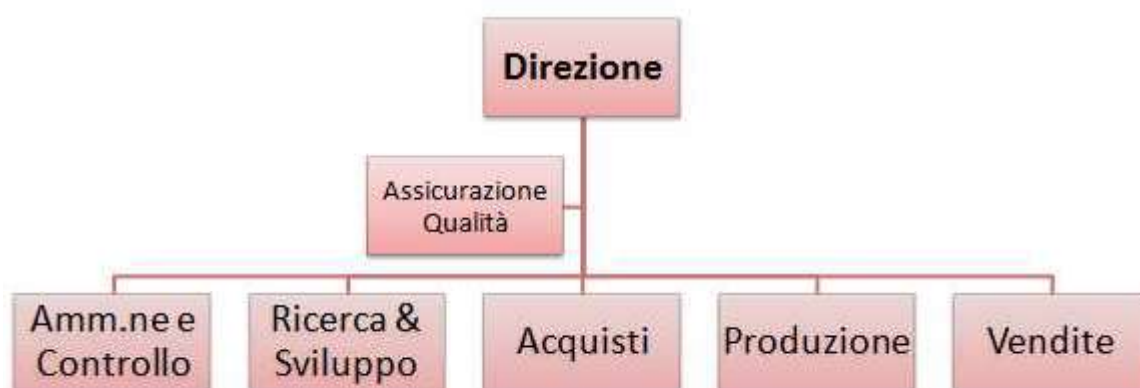 Direzione
Assicurazione
Qualità
Amm.ne e
Controllo
Ricerca &
Sviluppo
Acquisti
Produzione
Vendite